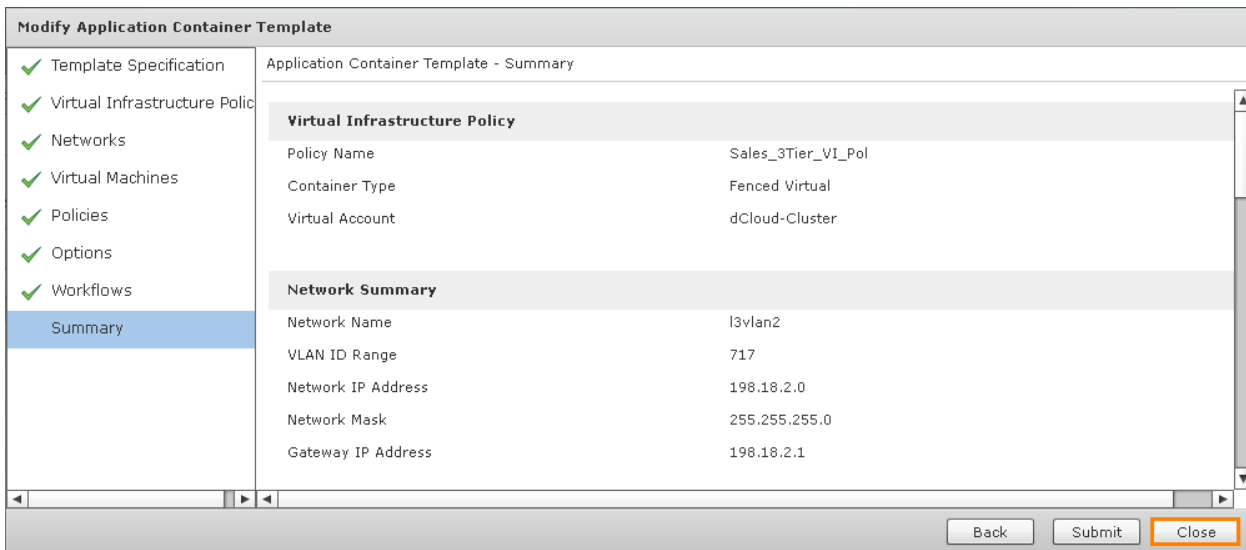 Modify Application Container Template
Template Specification
Virtual Infrastructure Polic
Networks
Virtual Machines
Policies
Options
Workflows
Summary
Application Container Template - Summary
Virtual Infrastructure Policy
Policy Name Sales_3Tier_VI_Pol
Container Type Fenced Virtual
Virtual Account dCloud-Cluster
Network Summary
Network Name l3vlan2
VLAN ID Range 717
Network IP Address 198.18.2.0
Network Mask 255.255.255.0
Gateway IP Address 198.18.2.1
Back Submit Close